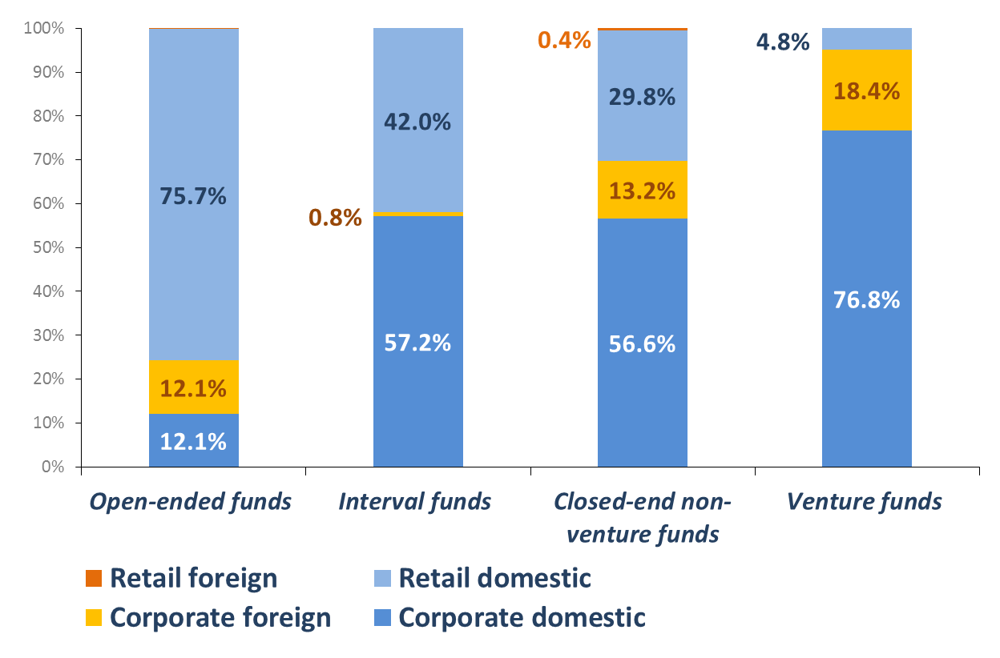 100%
90%
80%
70%
60%
50%
40%
30%
20%
10%
0%
75.7%
12.1%
12.1%
42.0%
0.8%
57.2%
0.4%
29.8%
13.2%
56.6%
4.8%
18.4%
76.8%
Open-ended funds
Interval funds
Closed-end non-
venture funds
Venture funds
Retail foreign
Retail domestic
Corporate foreign
Corporate domestic